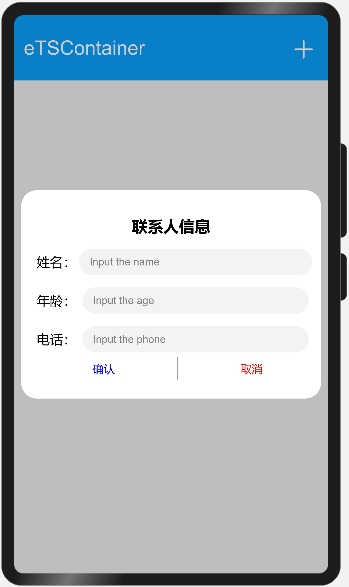 eTSContainer
联系人信息
姓名： Input the name
年龄： Input the age
电话： Input the phone
确认 取消